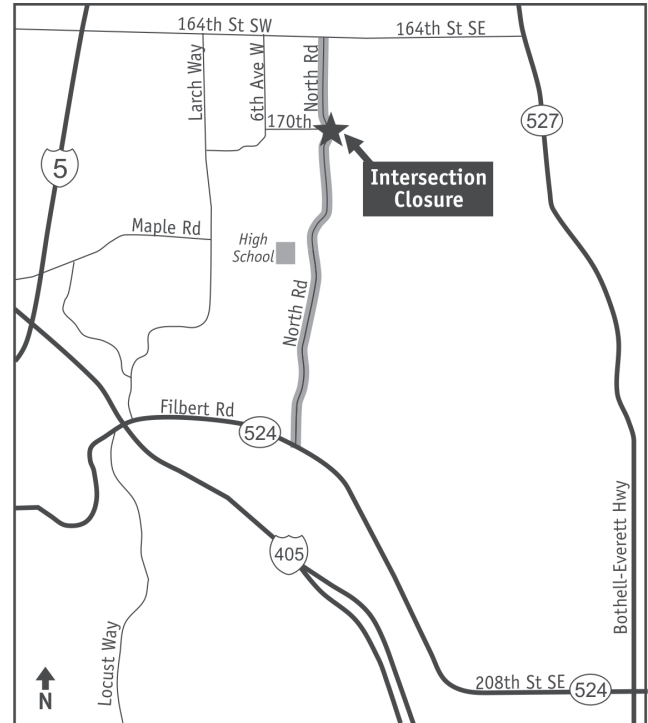 164th St SW
164th St SE
Larch Way
6th Ave W
North Rd
527
170th
5
Intersection
Closure
Maple Rd
High
School
North Rd
Filbert Rd
524
405
Bothell-Everett Hwy
Locust Way
208th St SE
524
N